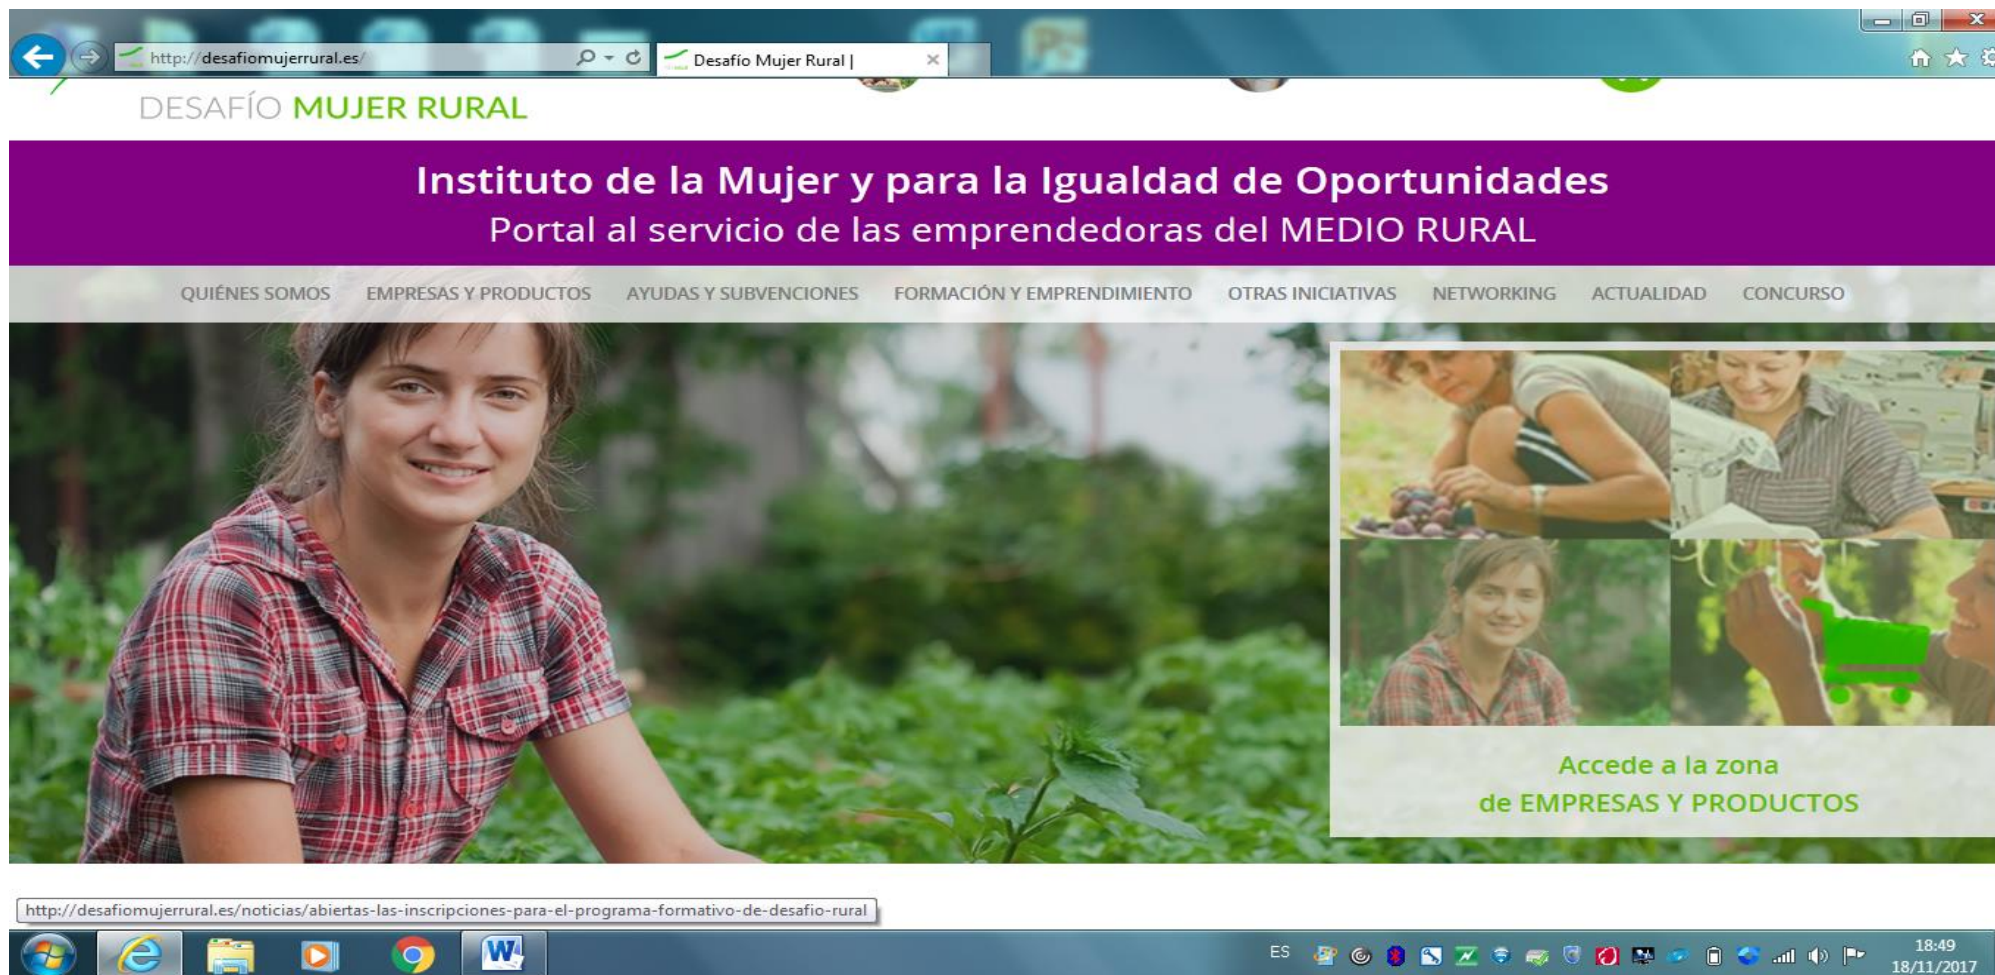 http://desafiomujerrural.es/
Desafío Mujer Rural |
DESAFÍO MUJER RURAL
Instituto de la Mujer y para la Igualdad de Oportunidades
Portal al servicio de las emprendedoras del MEDIO RURAL
QUIÉNES SOMOS EMPRESAS Y PRODUCTOS AYUDAS Y SUBVENCIONES FORMACIÓN Y EMPRENDIMIENTO OTRAS INICIATIVAS NETWORKING ACTUALIDAD CONCURSO
Accede a la zona
de EMPRESAS Y PRODUCTOS
http://desafiomujerrural.es/noticias/abiertas-las-inscripciones-para-el-programa-formativo-de-desafio-rural
ES
18:49
18/11/2017